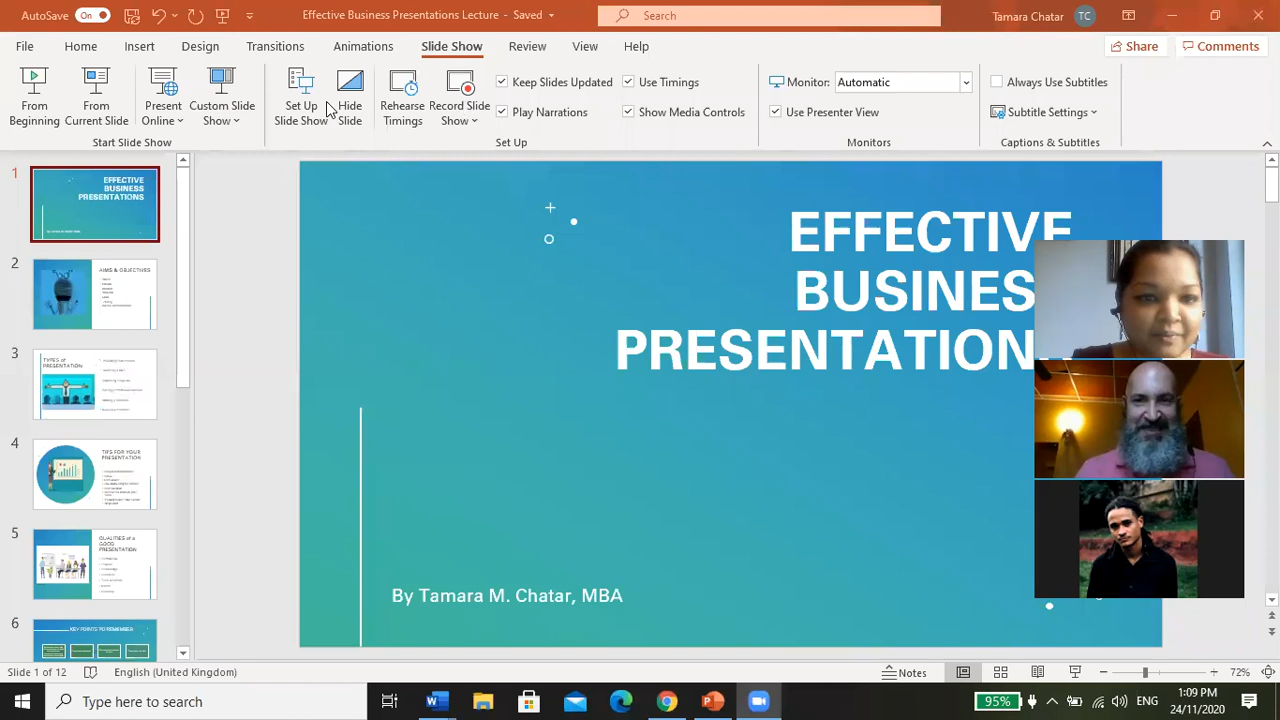 AutoSave On
Effective Business Presentations Lecture - Saved
Search
Tamara Chatar TC
File Home Insert Design Transitions Animations Slide Show Review View Help
Share Comments
From Beginning
From Current Slide
Present Online
Custom Slide Show
Start Slide Show
Set Up Slide Show
Hide Slide
Rehearse Timings
Record Slide Show
Keep Slides Updated
Play Narrations
Use Timings
Show Media Controls
Set Up
Monitor: Automatic
Use Presenter View
Monitors
Always Use Subtitles
Subtitle Settings
Captions & Subtitles
1
EFFECTIVE
BUSINESS
PRESENTATIONS
2
AIMS & OBJECTIVES
3
TYPES of
PRESENTATION
4
TIPS FOR YOUR
PRESENTATION
5
QUALITIES of a
GOOD
PRESENTATION
6
KEY POINTS TO REMEMBER
EFFECTIVE
BUSINES
PRESENTATION
By Tamara M. Chatar, MBA
Slide 1 of 12
English (United Kingdom)
Notes
72%
Type here to search
95%
ENG
1:09 PM
24/11/2020